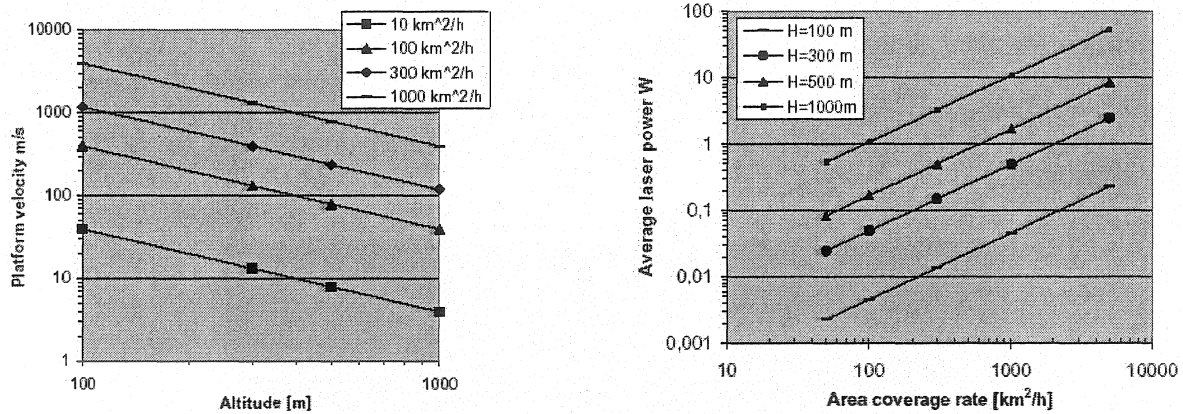 10 km^2/h
100 km^2/h
300 km^2/h
1000 km^2/h
10000
1000
100
10
1
Platform velocity m/s
100
1000
Altitude [m]
H=100 m
H=300 m
H=500 m
H=1000m
100
10
1
0,1
0,01
0,001
Average laser power W
10
100
1000
10000
Area coverage rate [km²/h]